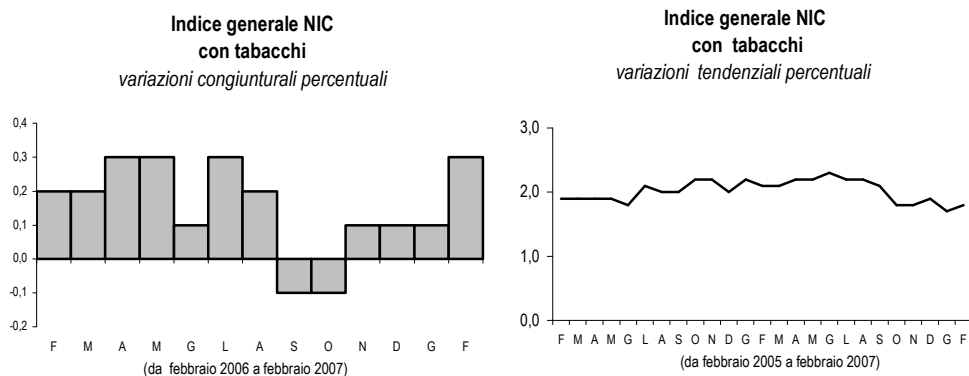 Indice generale NIC
con tabacchi
variazioni congiunturali percentuali
0,4
0,3
0,2
0,1
0,0
-0,1
-0,2
F M A M G L A S O N D G F
(da febbraio 2006 a febbraio 2007)
Indice generale NIC
con tabacchi
variazioni tendenziali percentuali
3,0
2,0
1,0
0,0
F M A M G L A S O N D G F M A M G L A S O N D G F
(da febbraio 2005 a febbraio 2007)